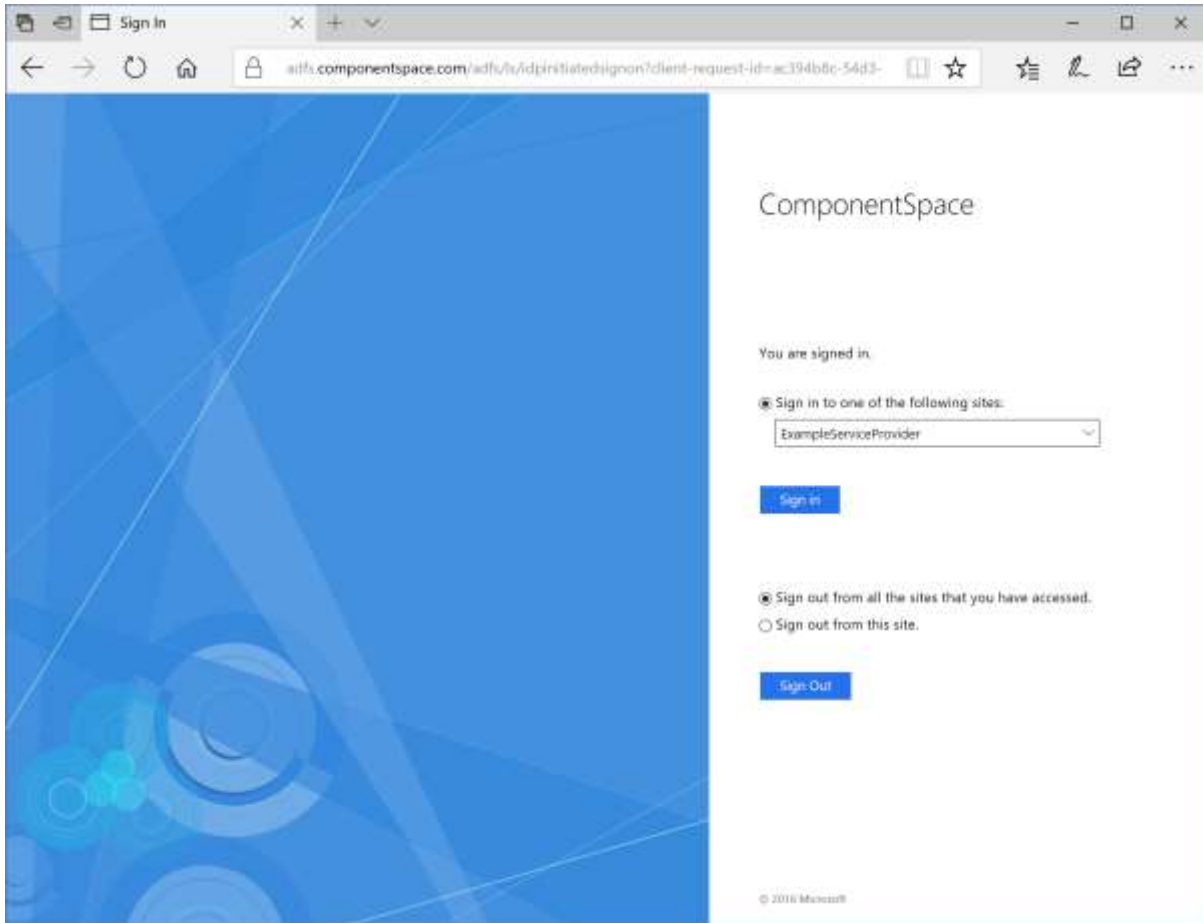 Sign In
adfs.componentspace.com/adfs/ls/idpinitiatedsignon?client-request-id=ac394b8c-54d3-
ComponentSpace
You are signed in.
Sign in to one of the following sites:
ExampleServiceProvider
Sign in
Sign out from all the sites that you have accessed.
Sign out from this site.
Sign Out
© 2016 Microsoft